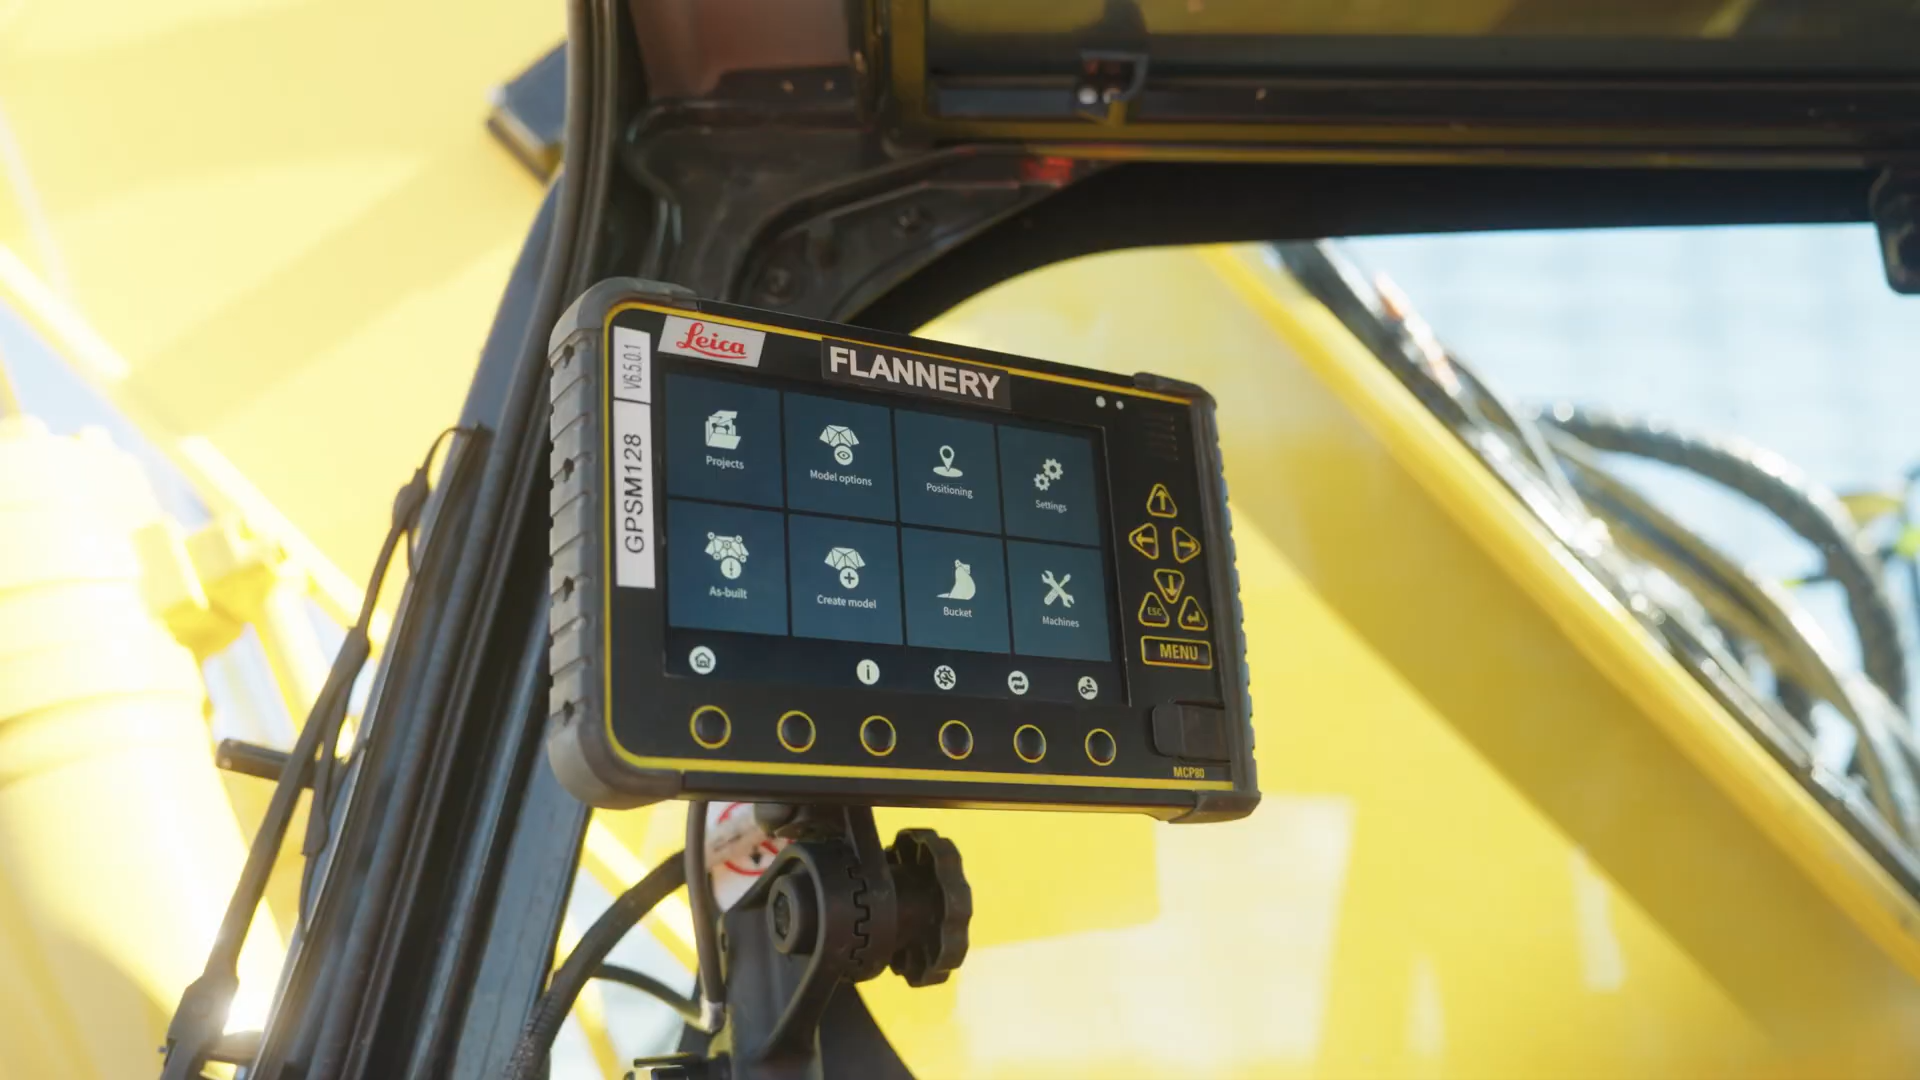 Leica
FLANNERY
V6.5.0.1
GPSM128
Projects
Model options
Positioning
Settings
As-built
Create model
Bucket
Machines
ESC
MENU
MCP80